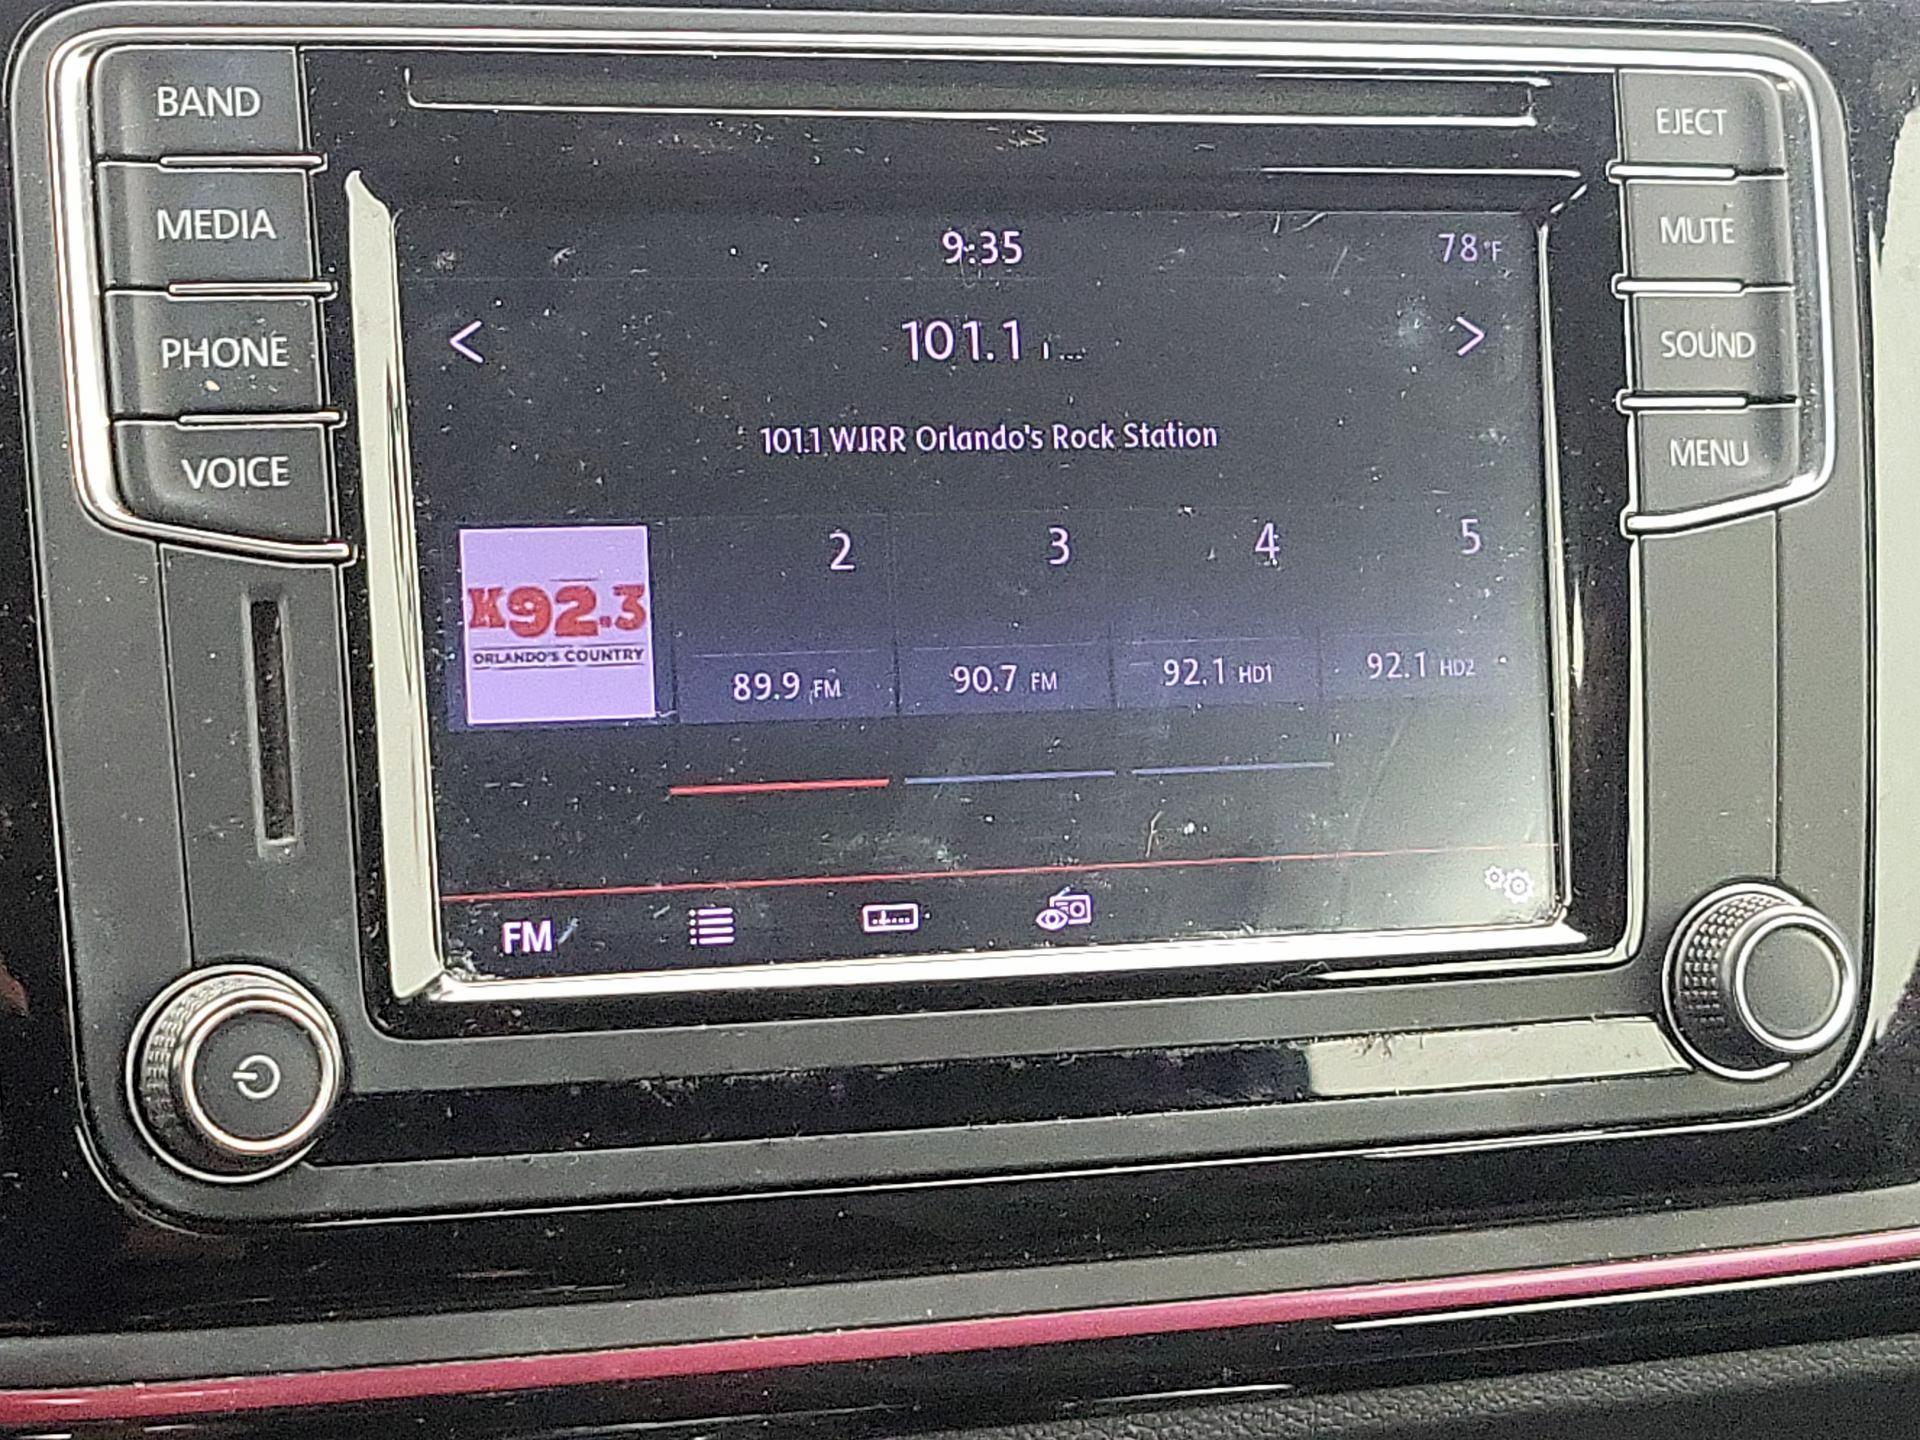 BAND
MEDIA
PHONE
VOICE
EJECT
MUTE
SOUND
MENU
9:35
78°F
< 101.1 >
101.1 WJRR Orlando's Rock Station
2 3 4 5
K92.3
ORLANDO'S COUNTRY
89.9 FM 90.7 FM 92.1 HD1 92.1 HD2
FM